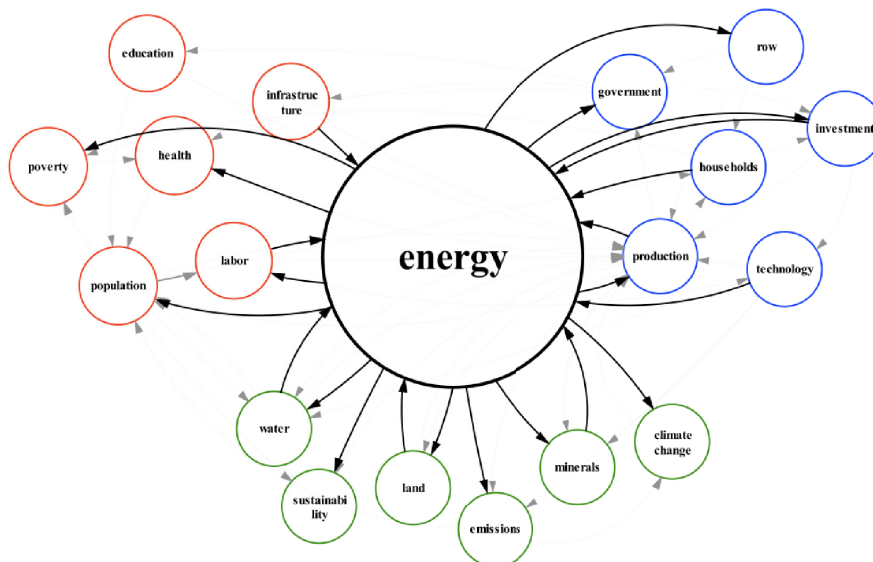 row
education
infrastruc
ture
government
investment
health
poverty
households
energy
labor
production
population
technology
water
climate
change
minerals
land
sustainabi
lity
emissions